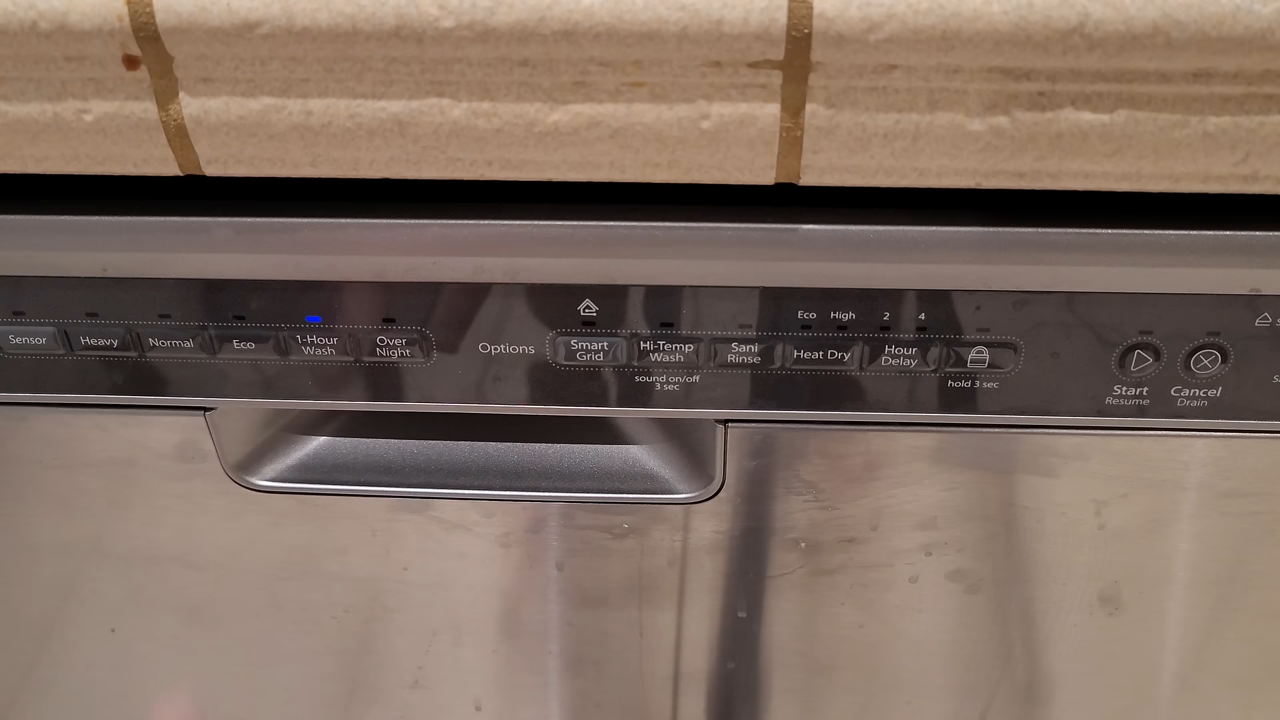 Sensor
Heavy
Normal
Eco
1-Hour
Wash
Over
Night
Options
Smart
Grid
Hi-Temp
Wash
sound on/off
3 sec
Sani
Rinse
Eco High
Heat Dry
2 4
Hour
Delay
hold 3 sec
Start
Resume
Cancel
Drain